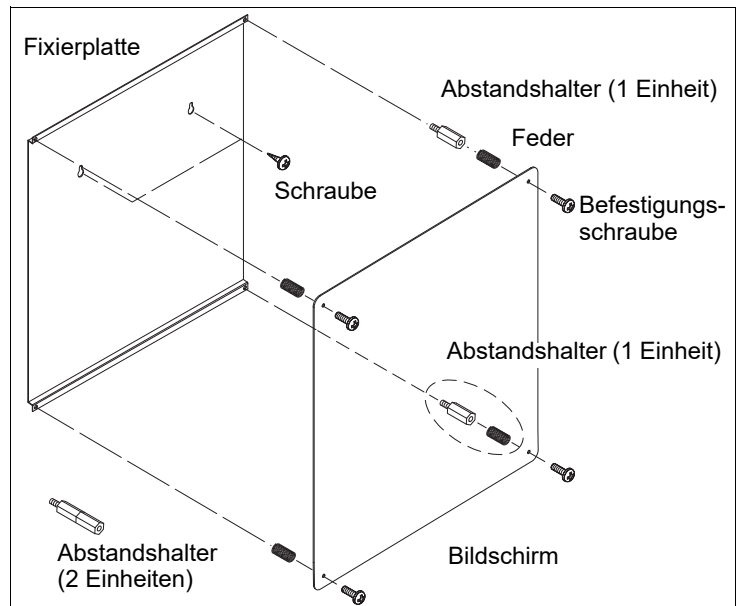 Fixierplatte
Abstandshalter (1 Einheit)
Feder
Schraube
Befestigungs-
schraube
Abstandshalter (1 Einheit)
Abstandshalter
(2 Einheiten)
Bildschirm